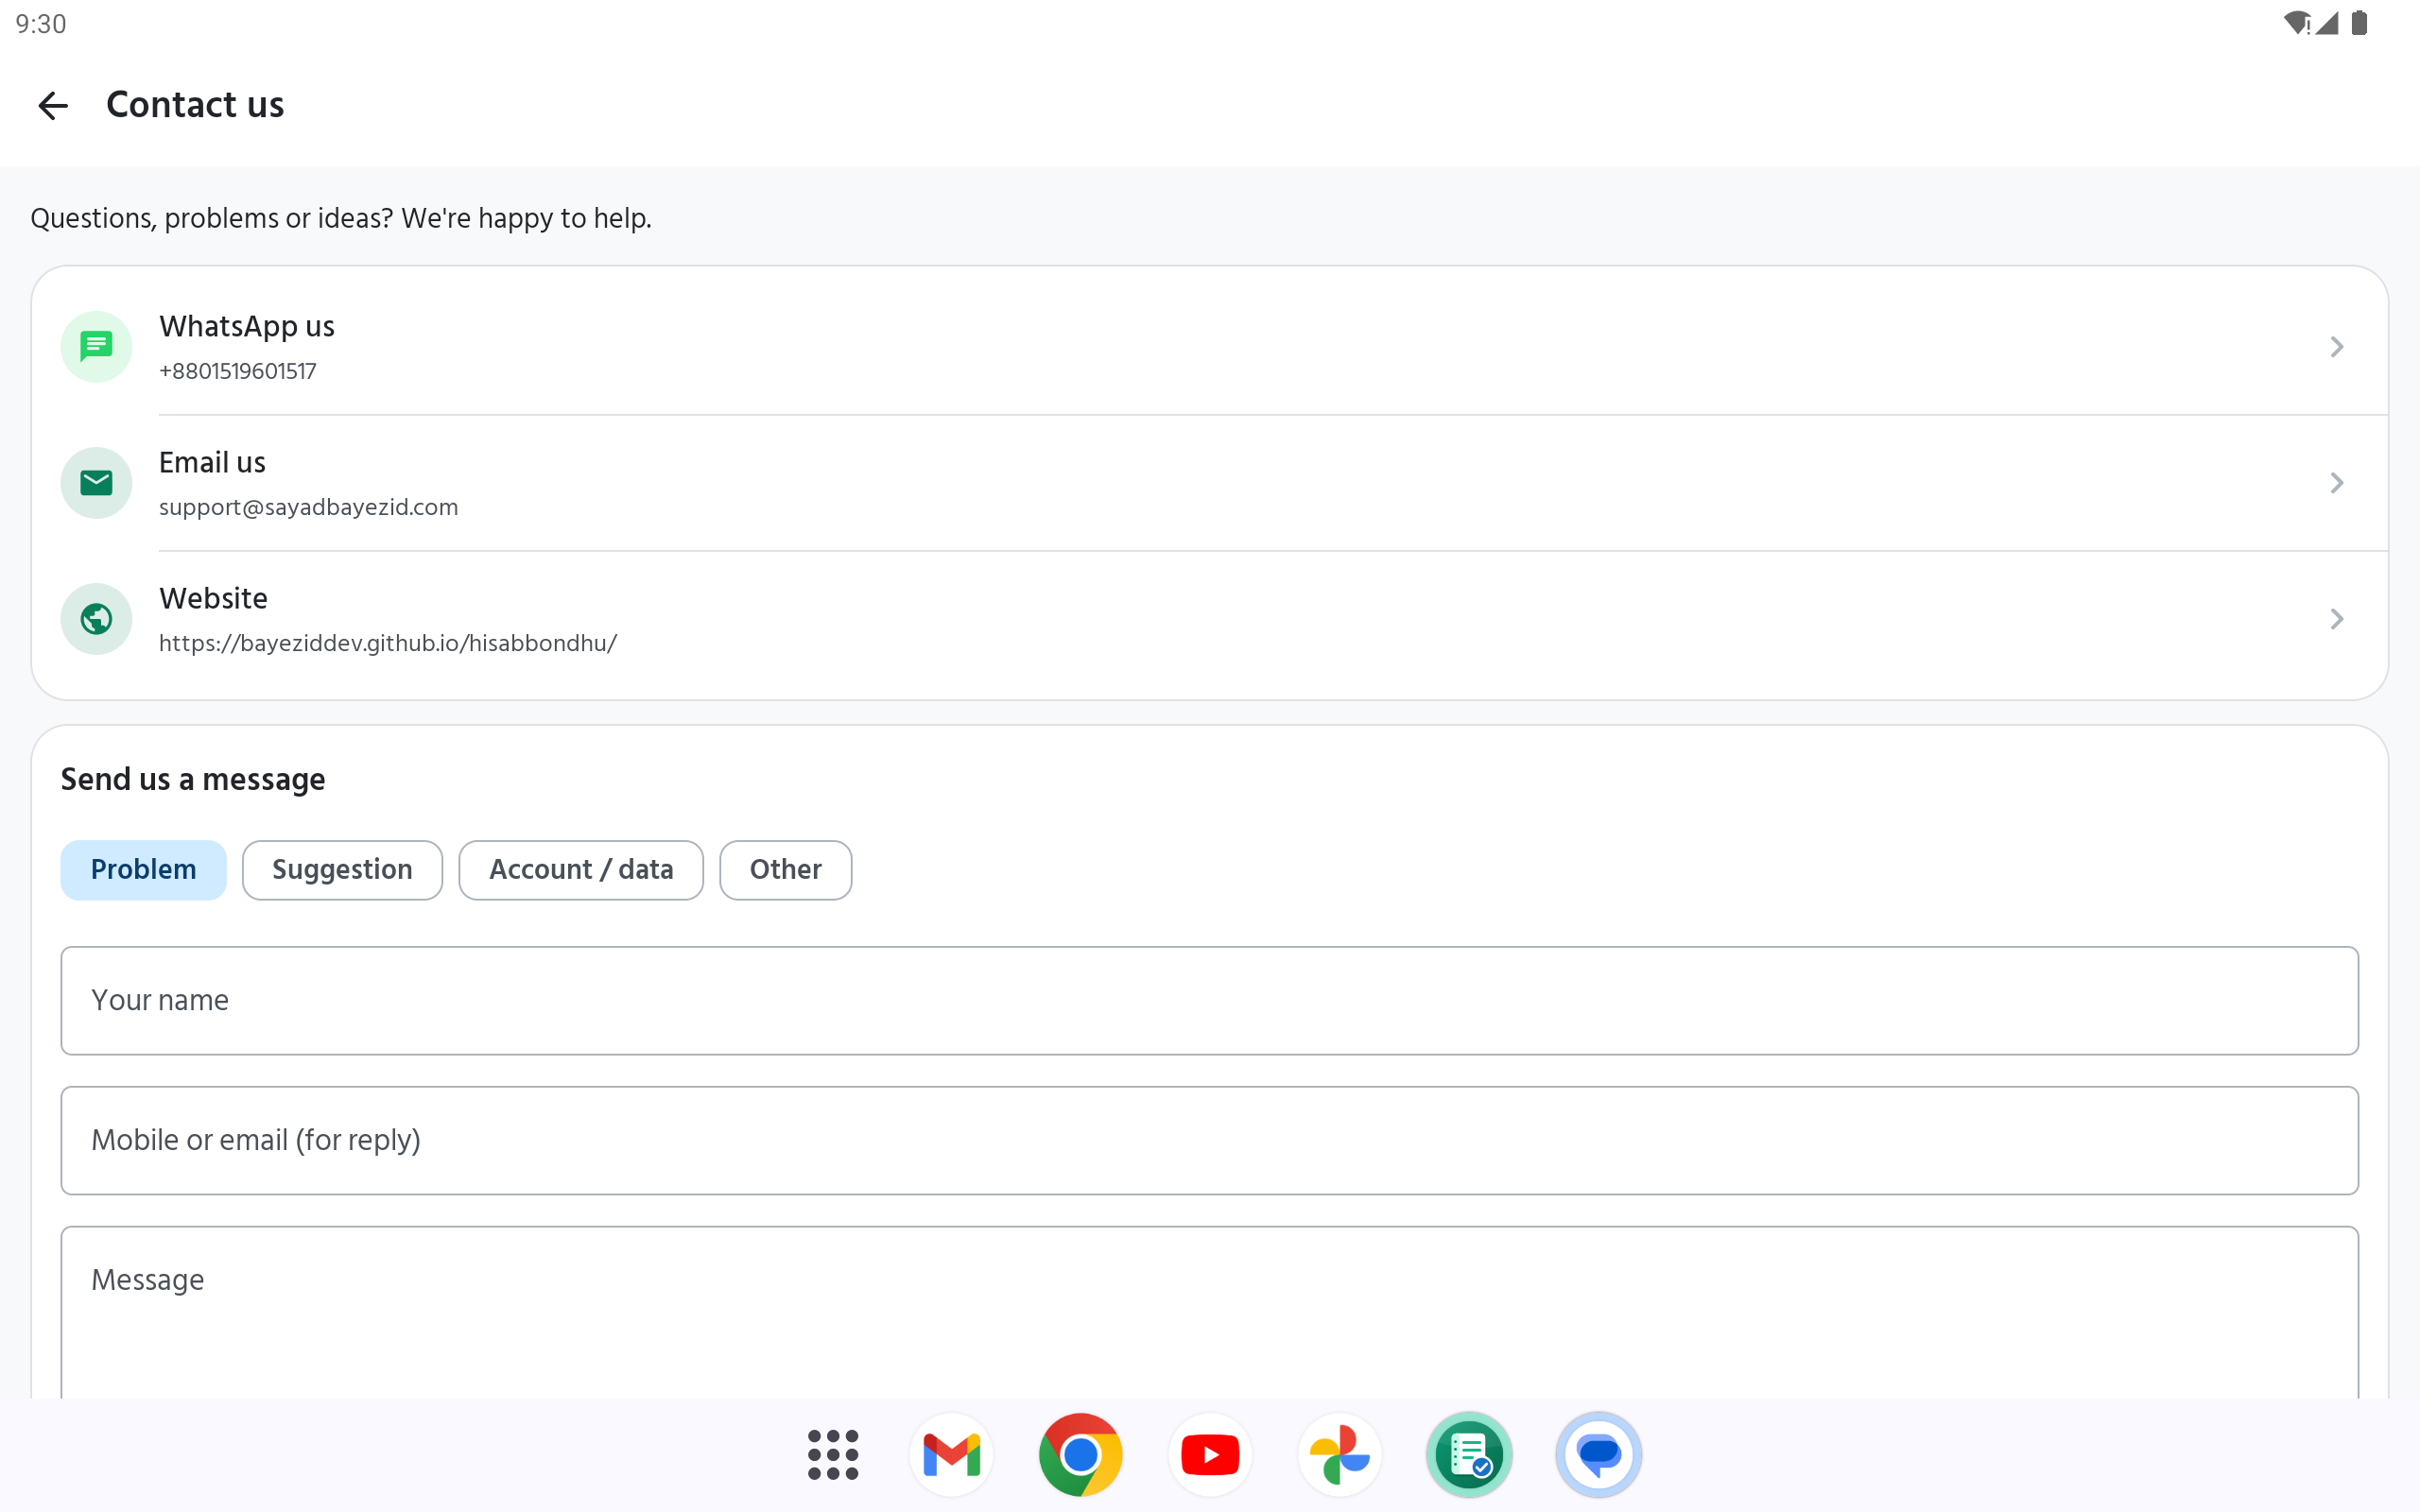 9:30
Contact us
Questions, problems or ideas? We're happy to help.
WhatsApp us
+8801519601517
Email us
support@sayadbayezid.com
Website
https://bayeziddev.github.io/hisabbondhu/
Send us a message
Problem
Suggestion
Account / data
Other
Your name
Mobile or email (for reply)
Message